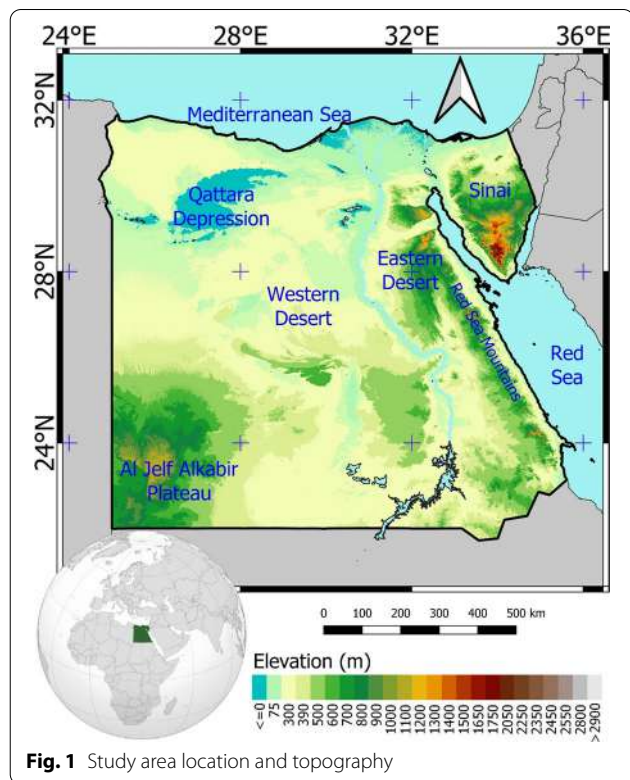 24°E 28°E 32°E 36°E
32°N
28°N
24°N
Mediterranean Sea
Qattara
Depression
Sinai
Eastern
Desert
Western
Desert
Red Sea Mountains
Red
Sea
Al Jelf Alkabir
Plateau
0 100 200 300 400 500 km
Elevation (m)
<=0 75 300 390 500 600 700 800 900 1000 1100 1200 1300 1400 1500 1650 1750 2050 2250 2350 2450 2550 2800 >2900
Fig. 1 Study area location and topography